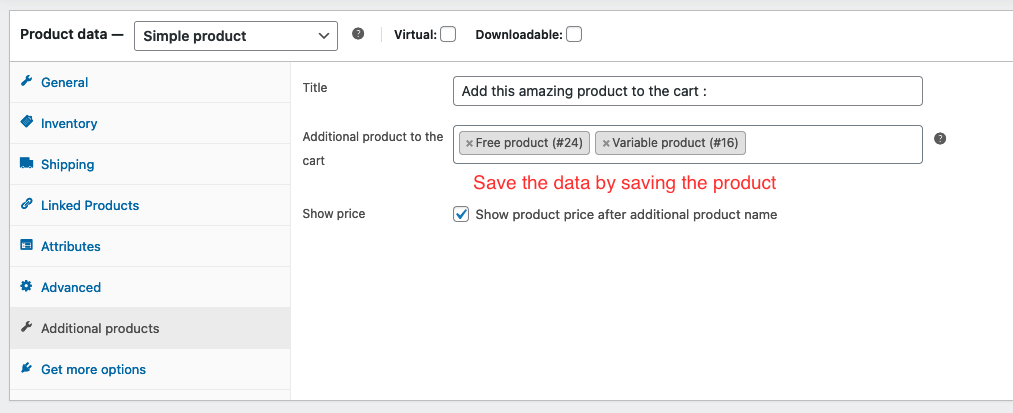 Product data — Simple product Virtual: Downloadable:
General
Inventory
Shipping
Linked Products
Attributes
Advanced
Additional products
Get more options
Title Add this amazing product to the cart :
Additional product to the
cart
× Free product (#24) × Variable product (#16)
Save the data by saving the product
Show price Show product price after additional product name